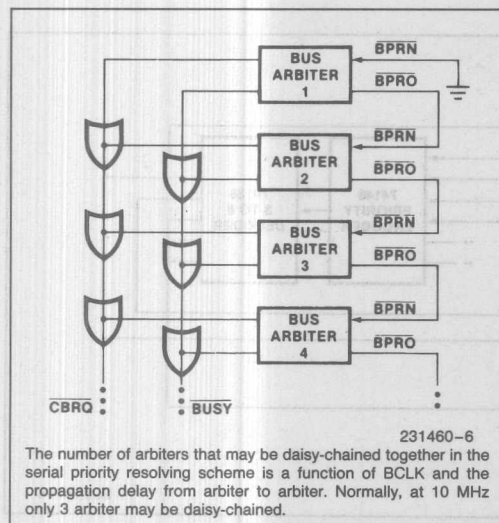 BUS
ARBITER
1
BPRN
BPRO
BUS
ARBITER
2
BPRN
BPRO
BUS
ARBITER
3
BPRN
BPRO
BUS
ARBITER
4
BPRN
BPRO
CBRQ
BUSY
231460–6
The number of arbiters that may be daisy-chained together in the
serial priority resolving scheme is a function of BCLK and the
propagation delay from arbiter to arbiter. Normally, at 10 MHz
only 3 arbiter may be daisy-chained.